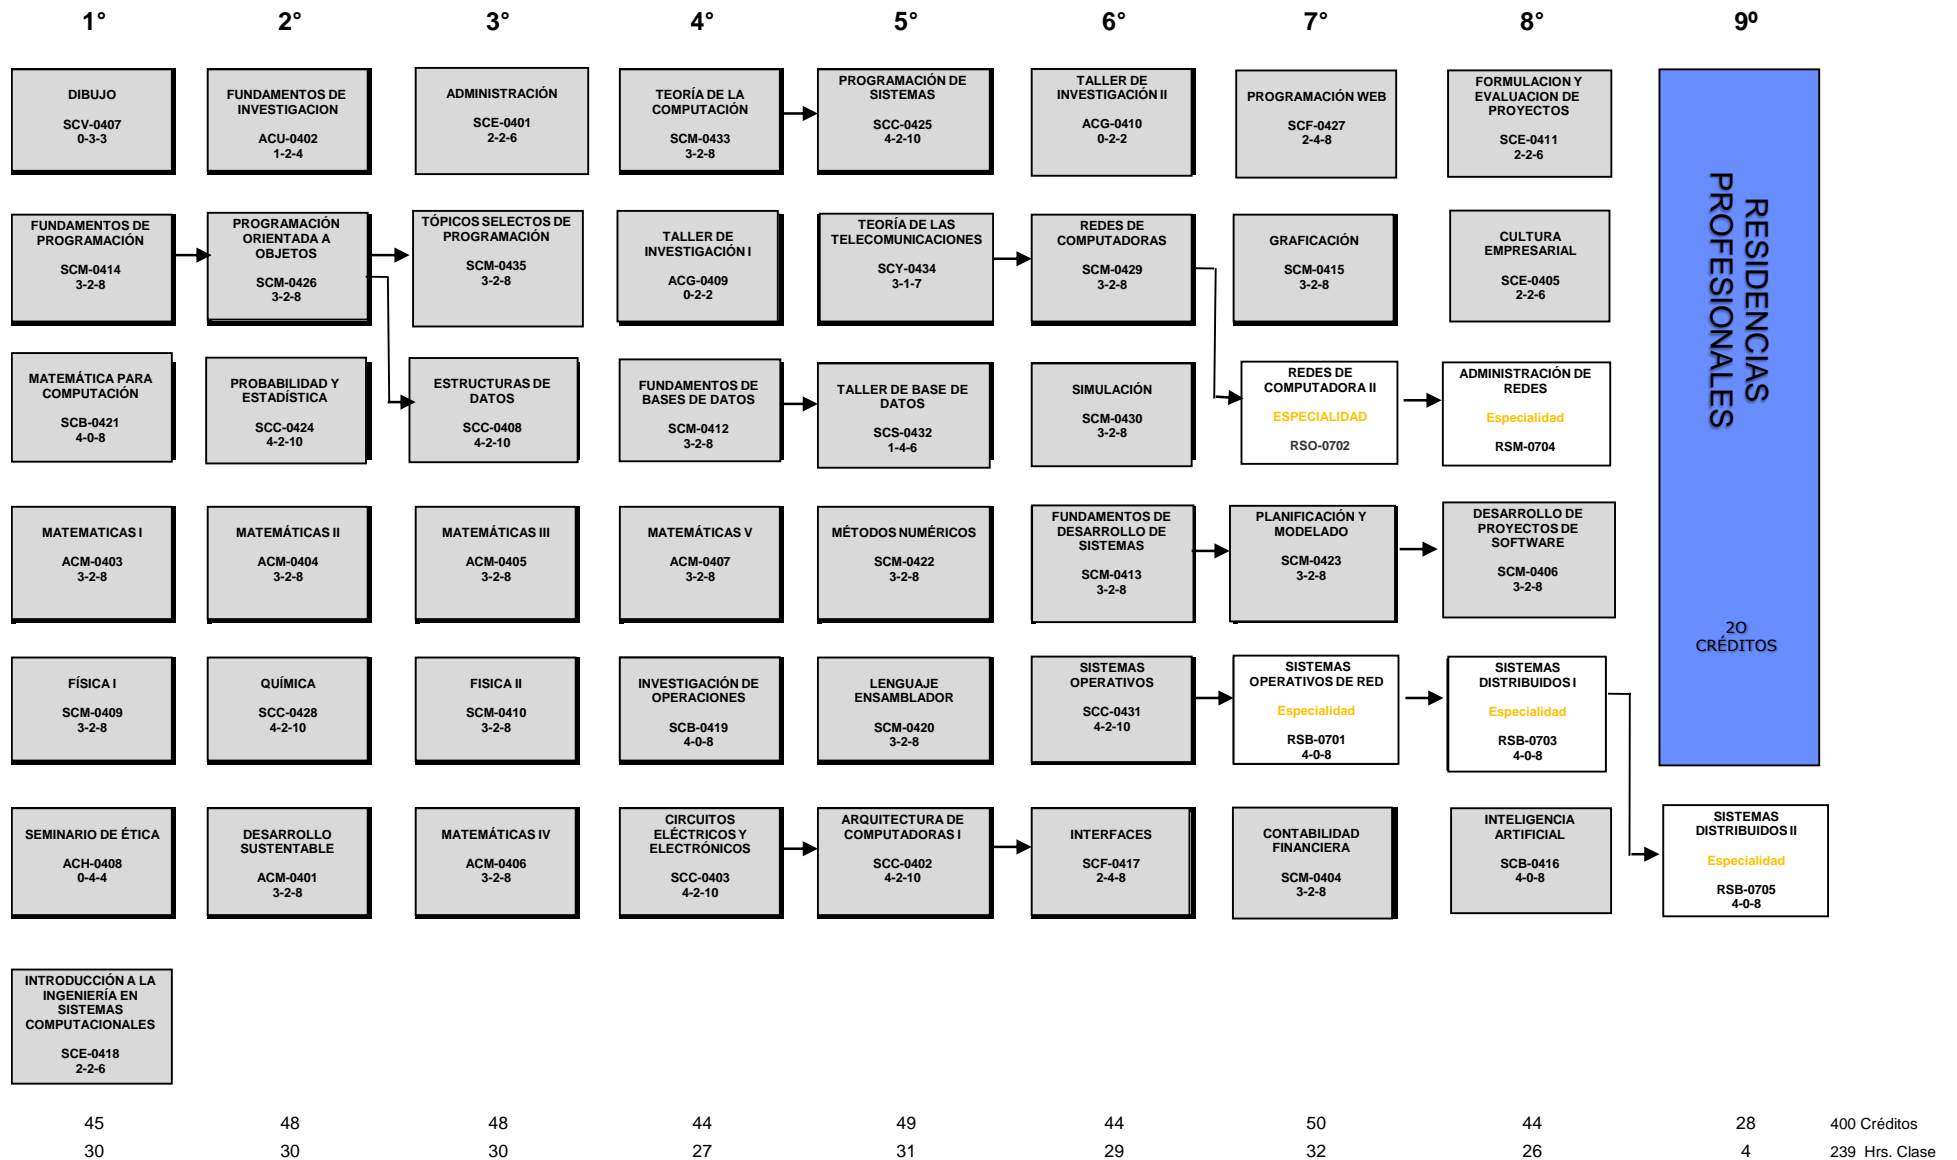 1°
2°
3°
4°
5°
6°
7°
8°
9º
DIBUJO
SCV-0407
0-3-3
FUNDAMENTOS DE
INVESTIGACION
ACU-0402
1-2-4
ADMINISTRACIÓN
SCE-0401
2-2-6
TEORÍA DE LA
COMPUTACIÓN
SCM-0433
3-2-8
PROGRAMACIÓN DE
SISTEMAS
SCC-0425
4-2-10
TALLER DE
INVESTIGACIÓN II
ACG-0410
0-2-2
PROGRAMACIÓN WEB
SCF-0427
2-4-8
FORMULACION Y
EVALUACION DE
PROYECTOS
SCE-0411
2-2-6
RESIDENCIAS
PROFESIONALES
2O
CRÉDITOS
FUNDAMENTOS DE
PROGRAMACIÓN
SCM-0414
3-2-8
PROGRAMACIÓN
ORIENTADA A
OBJETOS
SCM-0426
3-2-8
TÓPICOS SELECTOS DE
PROGRAMACIÓN
SCM-0435
3-2-8
TALLER DE
INVESTIGACIÓN I
ACG-0409
0-2-2
TEORÍA DE LAS
TELECOMUNICACIONES
SCY-0434
3-1-7
REDES DE
COMPUTADORAS
SCM-0429
3-2-8
GRAFICACIÓN
SCM-0415
3-2-8
CULTURA
EMPRESARIAL
SCE-0405
2-2-6
MATEMÁTICA PARA
COMPUTACIÓN
SCB-0421
4-0-8
PROBABILIDAD Y
ESTADÍSTICA
SCC-0424
4-2-10
ESTRUCTURAS DE
DATOS
SCC-0408
4-2-10
FUNDAMENTOS DE
BASES DE DATOS
SCM-0412
3-2-8
TALLER DE BASE DE
DATOS
SCS-0432
1-4-6
SIMULACIÓN
SCM-0430
3-2-8
REDES DE
COMPUTADORA II
ESPECIALIDAD
RSO-0702
ADMINISTRACIÓN DE
REDES
Especialidad
RSM-0704
MATEMATICAS I
ACM-0403
3-2-8
MATEMÁTICAS II
ACM-0404
3-2-8
MATEMÁTICAS III
ACM-0405
3-2-8
MATEMÁTICAS V
ACM-0407
3-2-8
MÉTODOS NUMÉRICOS
SCM-0422
3-2-8
FUNDAMENTOS DE
DESARROLLO DE
SISTEMAS
SCM-0413
3-2-8
PLANIFICACIÓN Y
MODELADO
SCM-0423
3-2-8
DESARROLLO DE
PROYECTOS DE
SOFTWARE
SCM-0406
3-2-8
FÍSICA I
SCM-0409
3-2-8
QUÍMICA
SCC-0428
4-2-10
FISICA II
SCM-0410
3-2-8
INVESTIGACIÓN DE
OPERACIONES
SCB-0419
4-0-8
LENGUAJE
ENSAMBLADOR
SCM-0420
3-2-8
SISTEMAS
OPERATIVOS
SCC-0431
4-2-10
SISTEMAS
OPERATIVOS DE RED
Especialidad
RSB-0701
4-0-8
SISTEMAS
DISTRIBUIDOS I
Especialidad
RSB-0703
4-0-8
SEMINARIO DE ÉTICA
ACH-0408
0-4-4
DESARROLLO
SUSTENTABLE
ACM-0401
3-2-8
MATEMÁTICAS IV
ACM-0406
3-2-8
CIRCUITOS
ELÉCTRICOS Y
ELECTRÓNICOS
SCC-0403
4-2-10
ARQUITECTURA DE
COMPUTADORAS I
SCC-0402
4-2-10
INTERFACES
SCF-0417
2-4-8
CONTABILIDAD
FINANCIERA
SCM-0404
3-2-8
INTELIGENCIA
ARTIFICIAL
SCB-0416
4-0-8
SISTEMAS
DISTRIBUIDOS II
Especialidad
RSB-0705
4-0-8
INTRODUCCIÓN A LA
INGENIERÍA EN
SISTEMAS
COMPUTACIONALES
SCE-0418
2-2-6
45 48 48 44 49 44 50 44 28 400 Créditos
30 30 30 27 31 29 32 26 4 239 Hrs. Clase